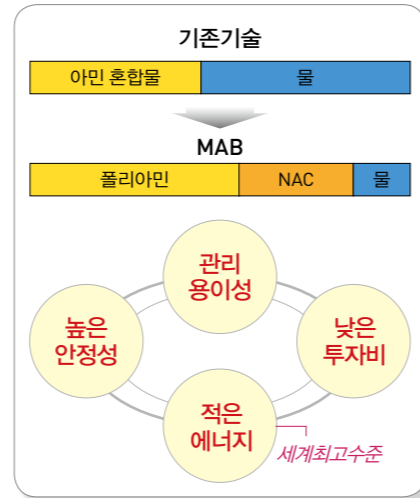 기존기술
아민 혼합물 물
MAB
폴리아민 NAC 물
관리
용이성
높은
안정성
낮은
투자비
적은
에너지
세계최고수준